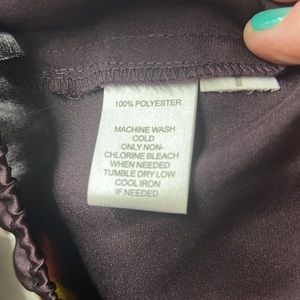 100% POLYESTER
MACHINE WASH
COLD
ONLY NON-
CHLORINE BLEACH
WHEN NEEDED
TUMBLE DRY LOW
COOL IRON
IF NEEDED